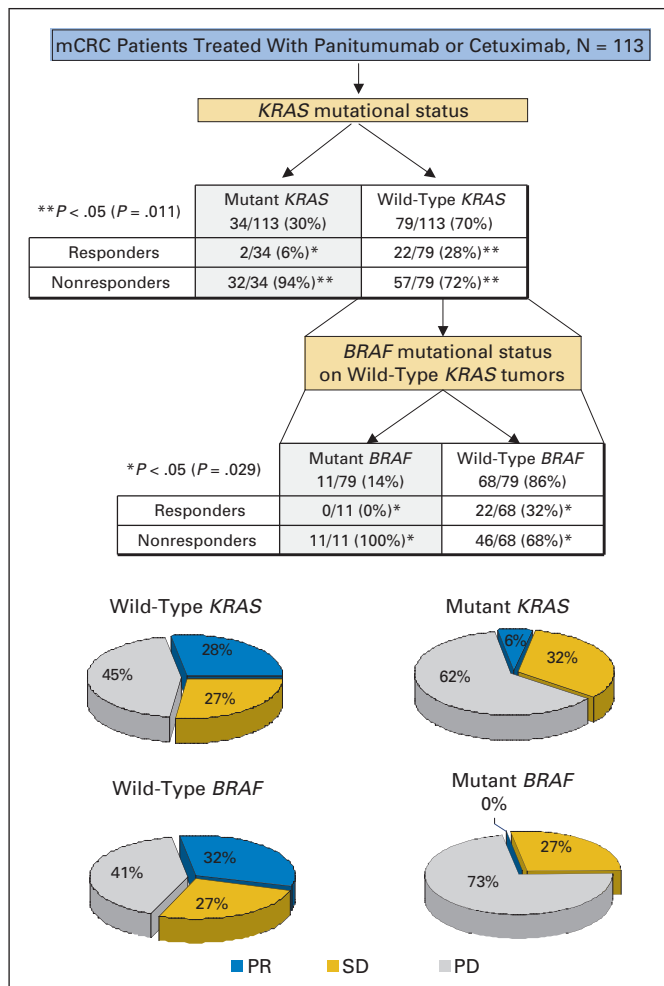 mCRC Patients Treated With Panitumumab or Cetuximab, N = 113
KRAS mutational status
**P < .05 (P = .011)
Mutant KRAS
34/113 (30%)
Wild-Type KRAS
79/113 (70%)
Responders
2/34 (6%)*
22/79 (28%)**
Nonresponders
32/34 (94%)**
57/79 (72%)**
BRAF mutational status
on Wild-Type KRAS tumors
*P < .05 (P = .029)
Mutant BRAF
11/79 (14%)
Wild-Type BRAF
68/79 (86%)
Responders
0/11 (0%)*
22/68 (32%)*
Nonresponders
11/11 (100%)*
46/68 (68%)*
Wild-Type KRAS
28%
45%
27%
Mutant KRAS
6%
32%
62%
Wild-Type BRAF
32%
41%
27%
Mutant BRAF
0%
27%
73%
PR
SD
PD